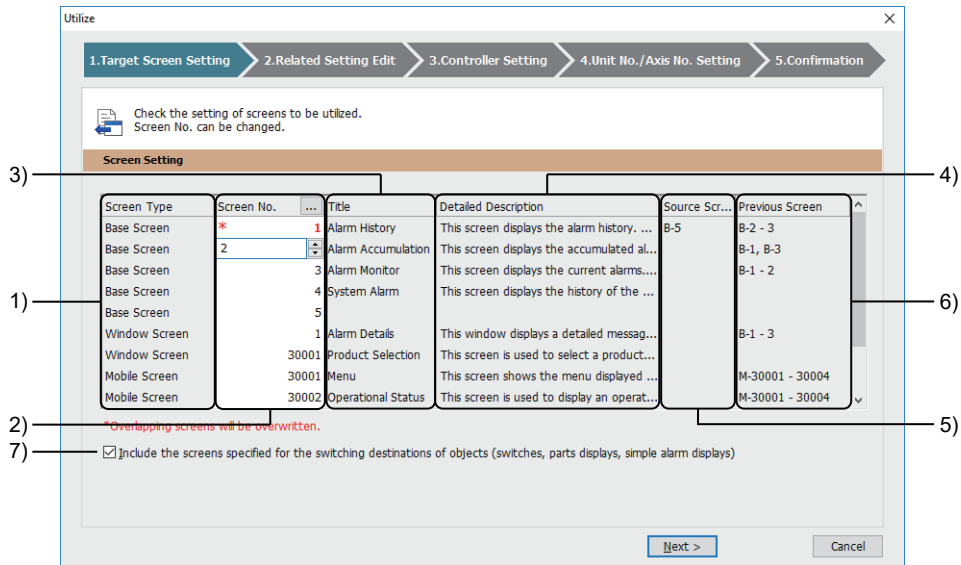 Utilize
1.Target Screen Setting 2.Related Setting Edit 3.Controller Setting 4.Unit No./Axis No. Setting 5.Confirmation
Check the setting of screens to be utilized.
Screen No. can be changed.
Screen Setting
3) 4)
Screen Type Screen No. ... Title Detailed Description Source Scr... Previous Screen
Base Screen * 1 Alarm History This screen displays the alarm history. ... B-5 B-2 - 3
Base Screen 2 Alarm Accumulation This screen displays the accumulated al... B-1, B-3
Base Screen 3 Alarm Monitor This screen displays the current alarms.... B-1 - 2
Base Screen 4 System Alarm This screen displays the history of the ...
1) 6)
Base Screen 5
Window Screen 1 Alarm Details This window displays a detailed messag... B-1 - 3
Window Screen 30001 Product Selection This screen is used to select a product...
Mobile Screen 30001 Menu This screen shows the menu displayed ... M-30001 - 30004
Mobile Screen 30002 Operational Status This screen is used to display an operat... M-30001 - 30004
2) *Overlapping screens will be overwritten. 5)
7) Include the screens specified for the switching destinations of objects (switches, parts displays, simple alarm displays)
Next > Cancel